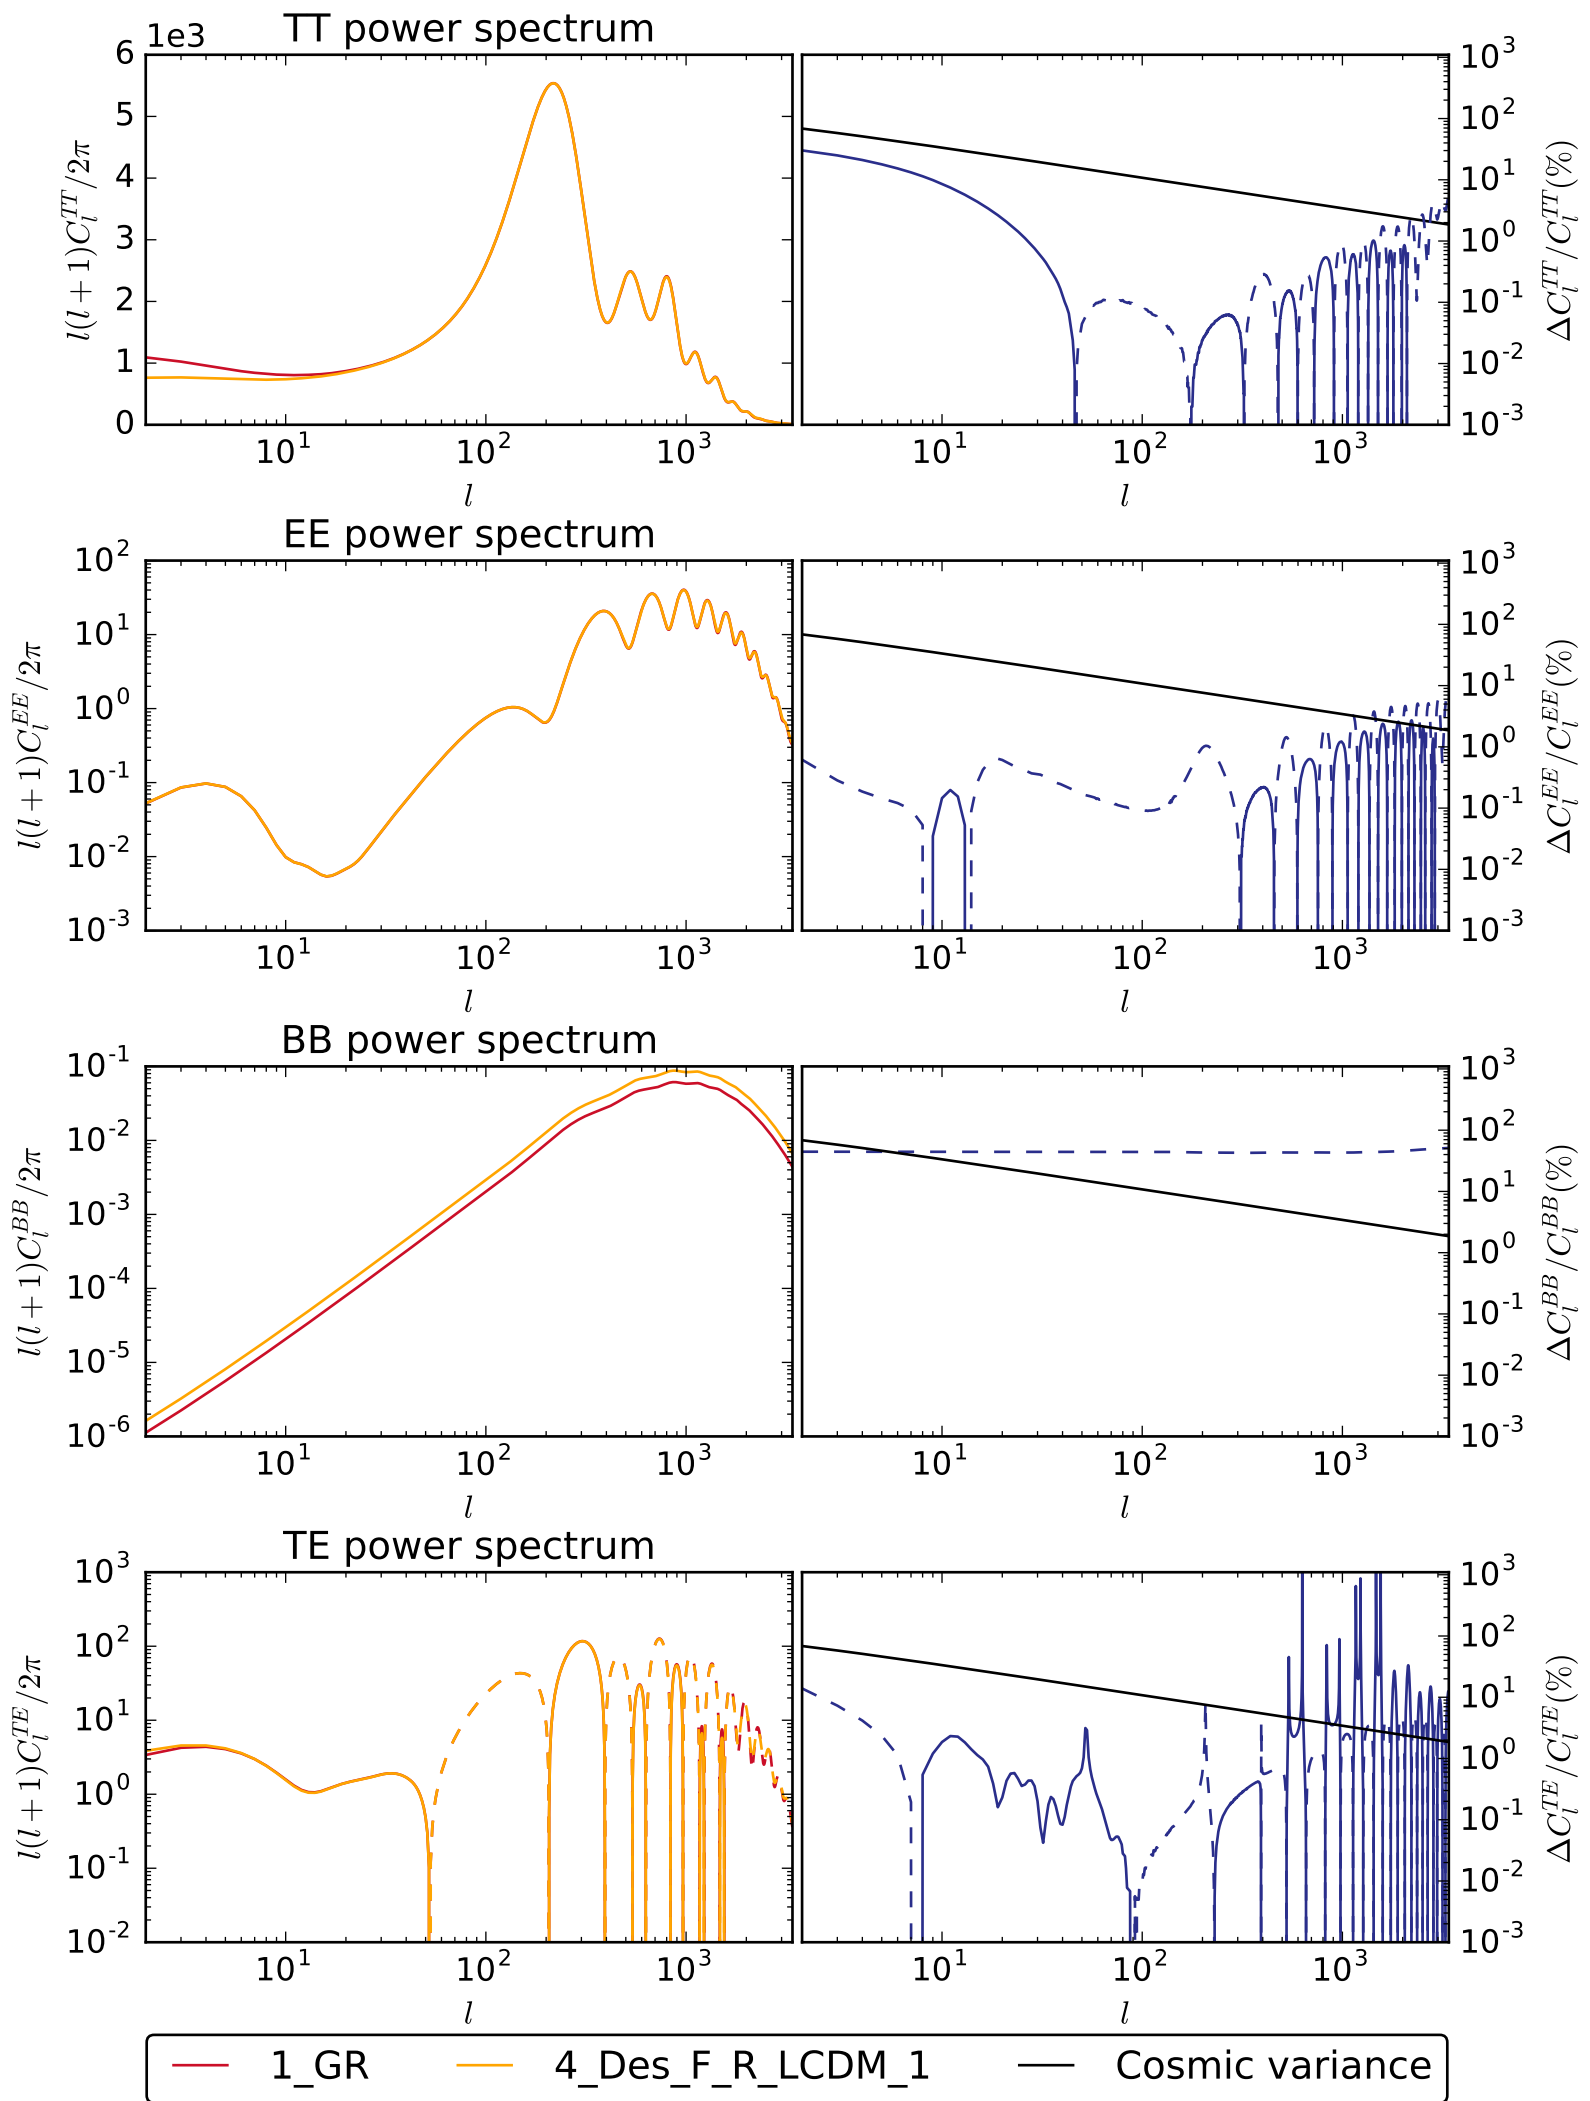 TT power spectrum
1e3
6
5
4
3
2
1
0
l(l + 1)C_l^{TT}/2π
10^1 10^2 10^3
l
10^3
10^2
10^1
10^0
10^-1
10^-2
10^-3
ΔC_l^{TT}/C_l^{TT}(%)
10^1 10^2 10^3
l
EE power spectrum
10^2
10^1
10^0
10^-1
10^-2
10^-3
l(l + 1)C_l^{EE}/2π
10^1 10^2 10^3
l
10^3
10^2
10^1
10^0
10^-1
10^-2
10^-3
ΔC_l^{EE}/C_l^{EE}(%)
10^1 10^2 10^3
l
BB power spectrum
10^-1
10^-2
10^-3
10^-4
10^-5
10^-6
l(l + 1)C_l^{BB}/2π
10^1 10^2 10^3
l
10^3
10^2
10^1
10^0
10^-1
10^-2
10^-3
ΔC_l^{BB}/C_l^{BB}(%)
10^1 10^2 10^3
l
TE power spectrum
10^3
10^2
10^1
10^0
10^-1
10^-2
l(l + 1)C_l^{TE}/2π
10^1 10^2 10^3
l
10^3
10^2
10^1
10^0
10^-1
10^-2
10^-3
ΔC_l^{TE}/C_l^{TE}(%)
10^1 10^2 10^3
l
1_GR 4_Des_F_R_LCDM_1 Cosmic variance